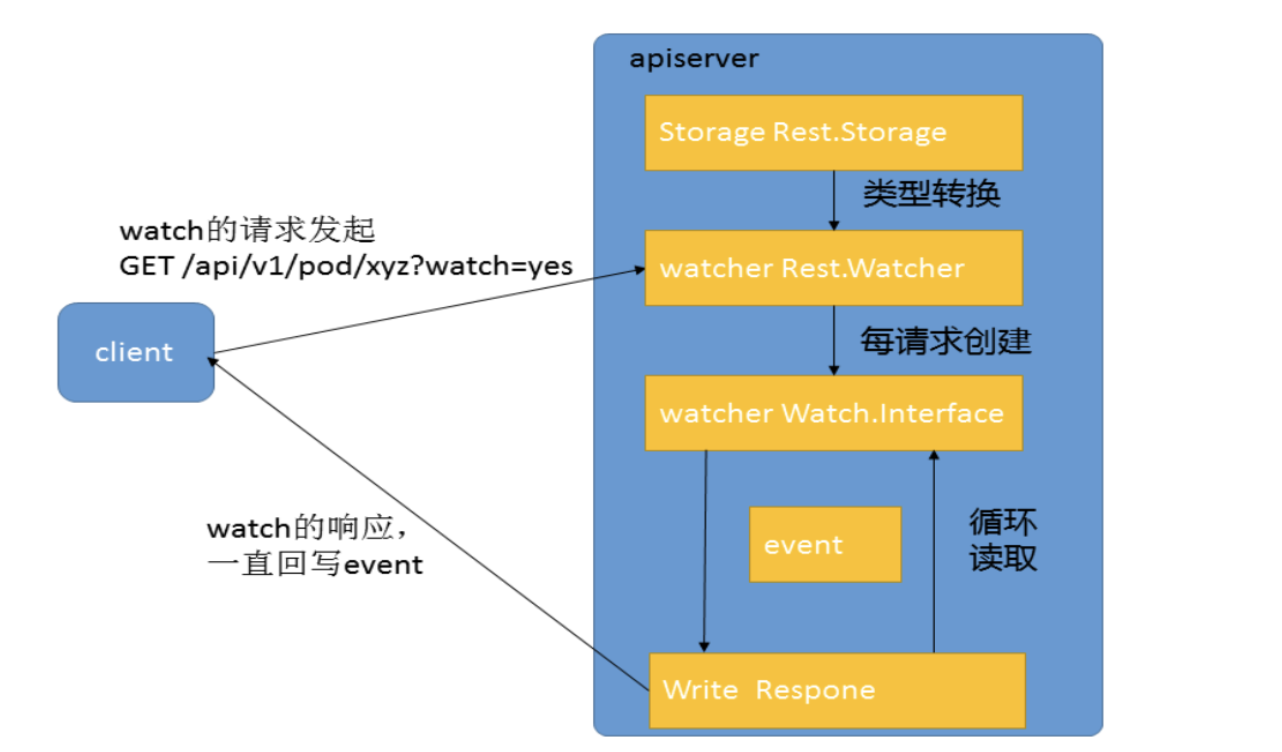 apiserver
Storage Rest.Storage
类型转换
watch的请求发起
GET /api/v1/pod/xyz?watch=yes
watcher Rest.Watcher
每请求创建
client
watcher Watch.Interface
watch的响应，
一直回写event
event
循环
读取
Write Respone